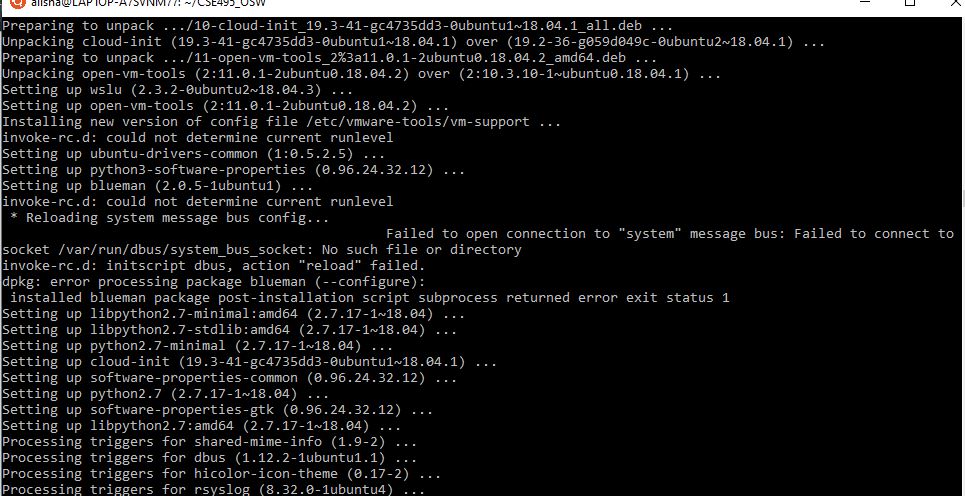 alisha@LAPTOP-A7SVNM77: ~/CSE495_OSW
Preparing to unpack .../10-cloud-init_19.3-41-gc4735dd3-0ubuntu1~18.04.1_all.deb ...
Unpacking cloud-init (19.3-41-gc4735dd3-0ubuntu1~18.04.1) over (19.2-36-g059d049c-0ubuntu2~18.04.1) ...
Preparing to unpack .../11-open-vm-tools_2%3a11.0.1-2ubuntu0.18.04.2_amd64.deb ...
Unpacking open-vm-tools (2:11.0.1-2ubuntu0.18.04.2) over (2:10.3.10-1~ubuntu0.18.04.1) ...
Setting up wslu (2.3.2-0ubuntu2~18.04.3) ...
Setting up open-vm-tools (2:11.0.1-2ubuntu0.18.04.2) ...
Installing new version of config file /etc/vmware-tools/vm-support ...
invoke-rc.d: could not determine current runlevel
Setting up ubuntu-drivers-common (1:0.5.2.5) ...
Setting up python3-software-properties (0.96.24.32.12) ...
Setting up blueman (2.0.5-1ubuntu1) ...
invoke-rc.d: could not determine current runlevel
 * Reloading system message bus config...
Failed to open connection to "system" message bus: Failed to connect to
socket /var/run/dbus/system_bus_socket: No such file or directory
invoke-rc.d: initscript dbus, action "reload" failed.
dpkg: error processing package blueman (--configure):
 installed blueman package post-installation script subprocess returned error exit status 1
Setting up libpython2.7-minimal:amd64 (2.7.17-1~18.04) ...
Setting up libpython2.7-stdlib:amd64 (2.7.17-1~18.04) ...
Setting up python2.7-minimal (2.7.17-1~18.04) ...
Setting up cloud-init (19.3-41-gc4735dd3-0ubuntu1~18.04.1) ...
Setting up software-properties-common (0.96.24.32.12) ...
Setting up python2.7 (2.7.17-1~18.04) ...
Setting up software-properties-gtk (0.96.24.32.12) ...
Setting up libpython2.7:amd64 (2.7.17-1~18.04) ...
Processing triggers for shared-mime-info (1.9-2) ...
Processing triggers for dbus (1.12.2-1ubuntu1.1) ...
Processing triggers for hicolor-icon-theme (0.17-2) ...
Processing triggers for rsyslog (8.32.0-1ubuntu4) ...